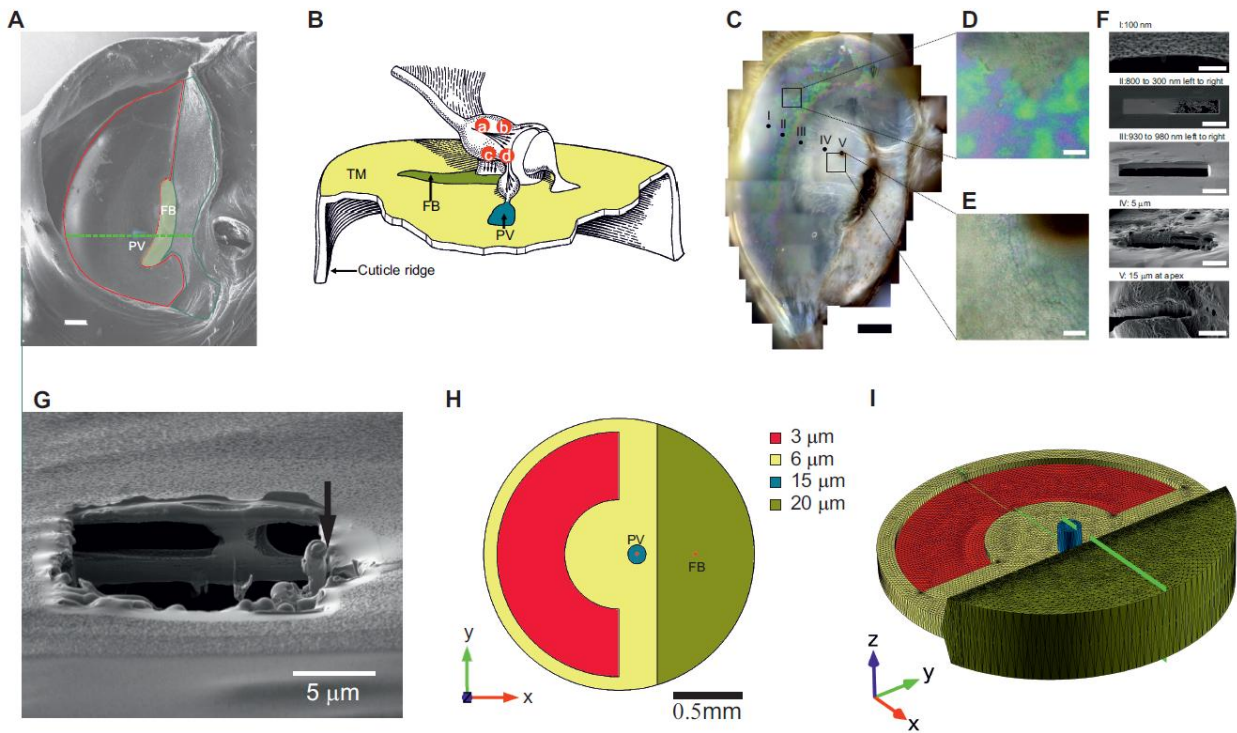 A
B
C
D
F
I:100 nm
II:800 to 300 nm left to right
III:930 to 980 nm left to right
IV: 5 μm
V: 15 μm at apex
FB
PV
a
b
c
d
TM
FB
PV
Cuticle ridge
I
II
III
IV
V
E
G
5 μm
H
3 μm
6 μm
15 μm
20 μm
PV
FB
y
x
0.5mm
I
z
y
x